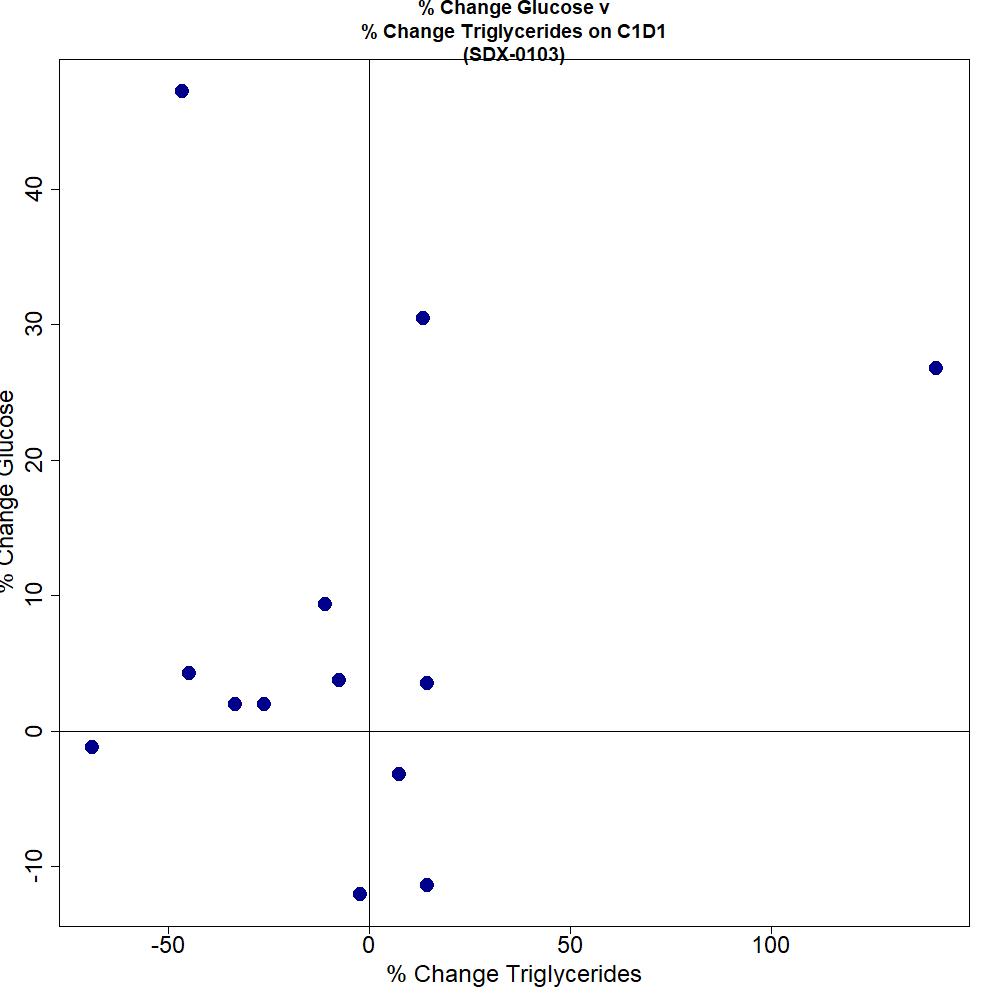 % Change Glucose v
% Change Triglycerides on C1D1
(SDX-0103)
% Change Glucose
40
30
20
10
0
-10
-50
0
50
100
% Change Triglycerides